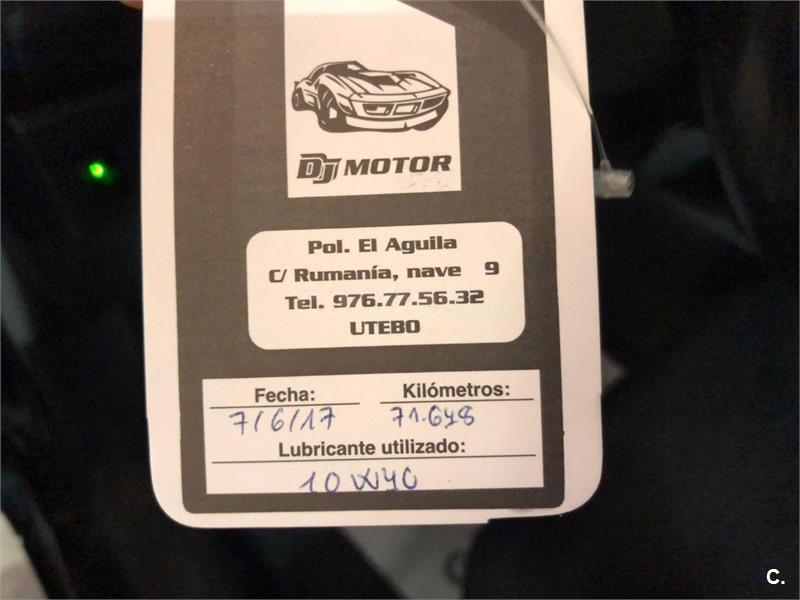 DJ MOTOR
Pol. El Aguila
C/ Rumanía, nave 9
Tel. 976.77.56.32
UTEBO
Fecha: Kilómetros:
7/6/17 71.648
Lubricante utilizado:
10W40
C.